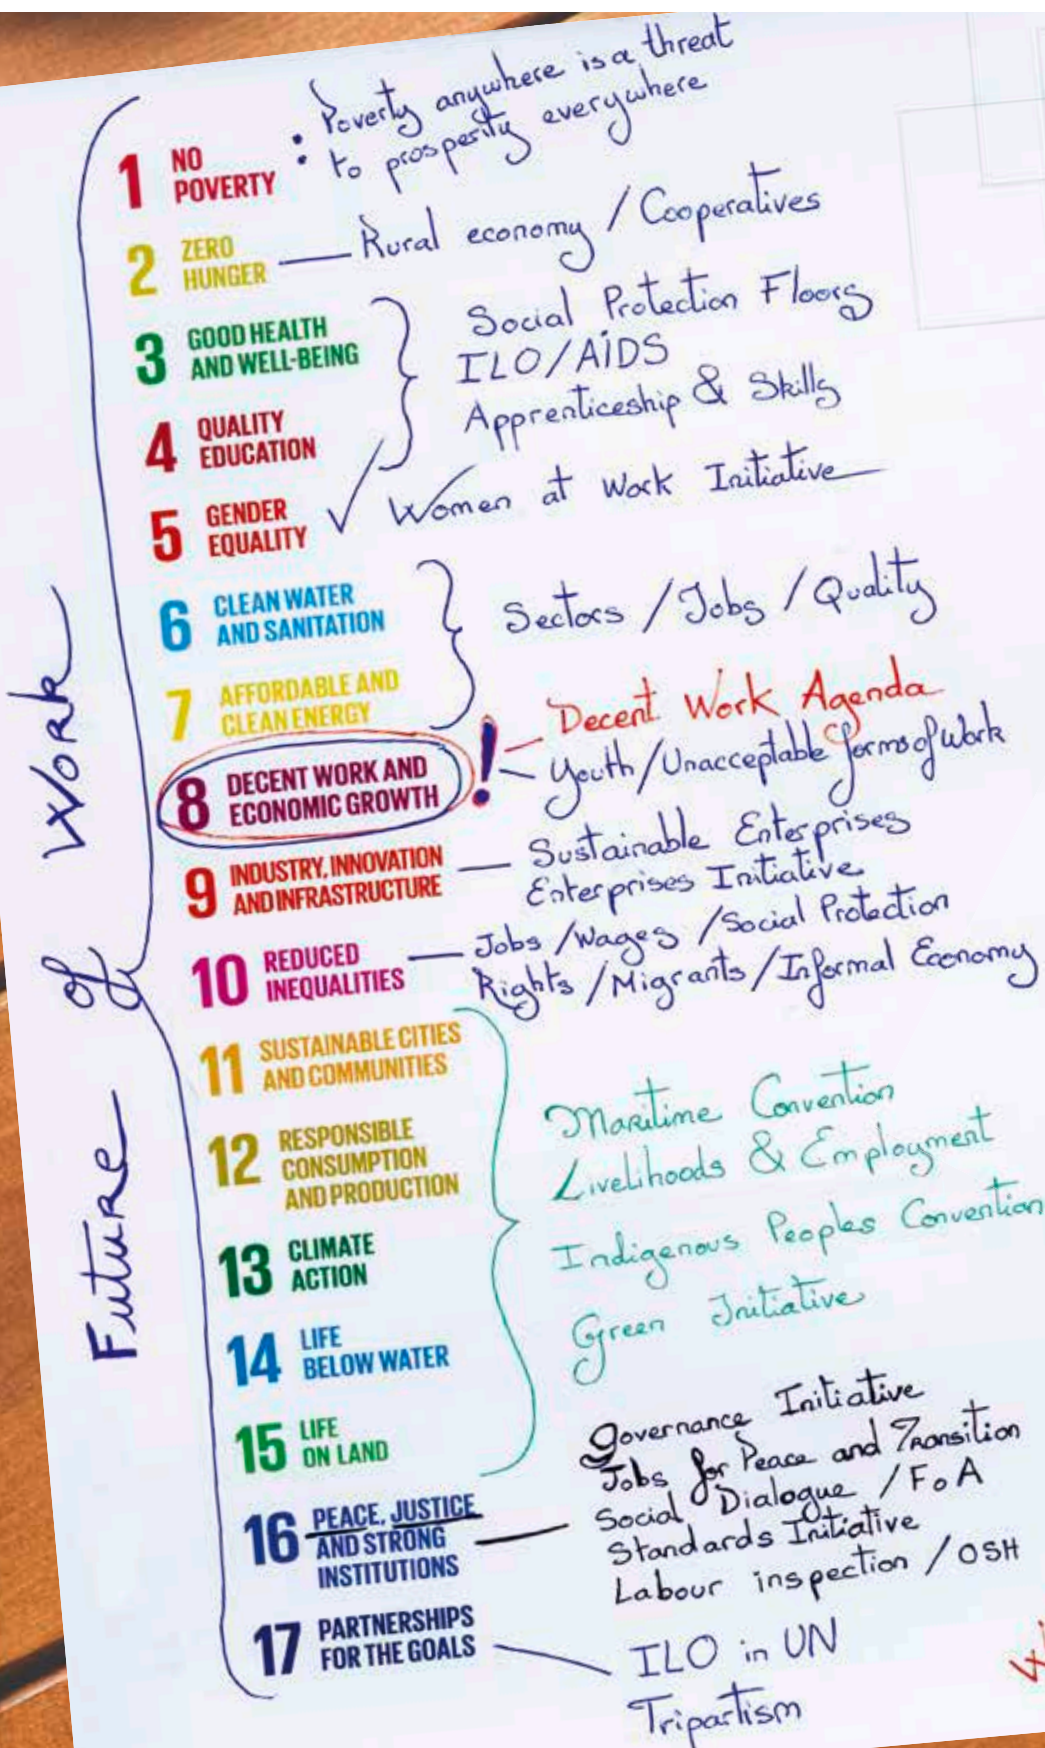 Future of Work
: Poverty anywhere is a threat
to prosperity everywhere
1 NO
POVERTY
2 ZERO
HUNGER
Rural economy / Cooperatives
3 GOOD HEALTH
AND WELL-BEING
4 QUALITY
EDUCATION
Social Protection Floors
ILO/AIDS
Apprenticeship & Skills
5 GENDER
EQUALITY
Women at Work Initiative
6 CLEAN WATER
AND SANITATION
7 AFFORDABLE AND
CLEAN ENERGY
Sectors / Jobs / Quality
8 DECENT WORK AND
ECONOMIC GROWTH
! Decent Work Agenda
Youth/Unacceptable forms of Work
9 INDUSTRY, INNOVATION
AND INFRASTRUCTURE
Sustainable Enterprises
Enterprises Initiative
10 REDUCED
INEQUALITIES
Jobs / Wages / Social Protection
Rights / Migrants / Informal Economy
11 SUSTAINABLE CITIES
AND COMMUNITIES
12 RESPONSIBLE
CONSUMPTION
AND PRODUCTION
13 CLIMATE
ACTION
14 LIFE
BELOW WATER
15 LIFE
ON LAND
Maritime Convention
Livelihoods & Employment
Indigenous Peoples Convention
Green Initiative
16 PEACE, JUSTICE
AND STRONG
INSTITUTIONS
Governance Initiative
Jobs for Peace and Transition
Social Dialogue / FoA
Standards Initiative
Labour inspection / OSH
17 PARTNERSHIPS
FOR THE GOALS
ILO in UN
Tripartism